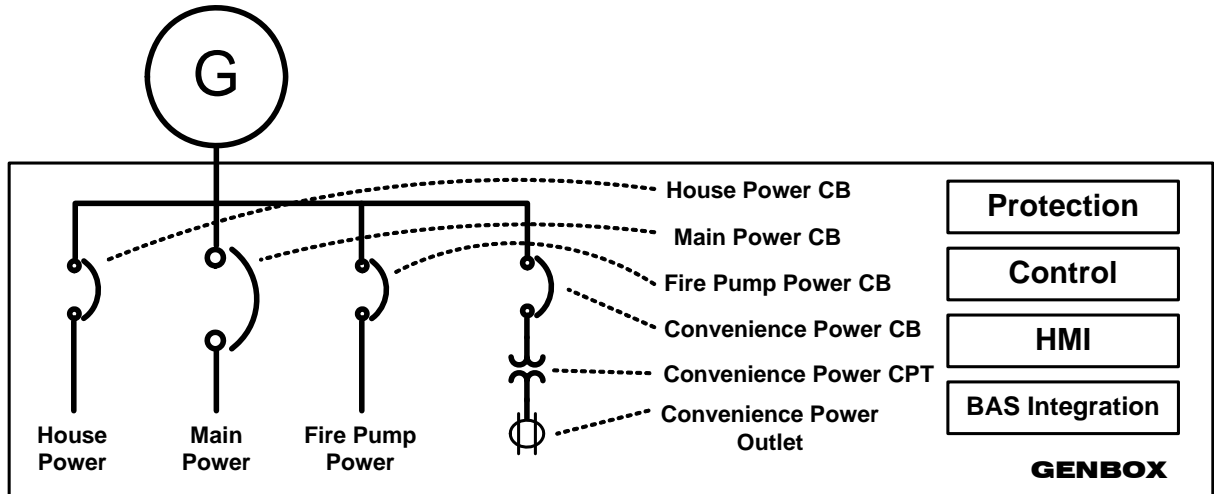 G
House Power CB
Main Power CB
Fire Pump Power CB
Convenience Power CB
Convenience Power CPT
Convenience Power
Outlet
House
Power
Main
Power
Fire Pump
Power
Protection
Control
HMI
BAS Integration
GENBOX